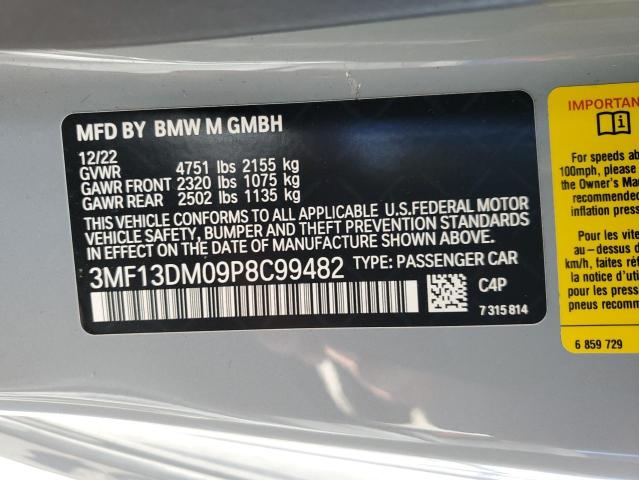 MFD BY BMW M GMBH
12/22
GVWR 4751 lbs 2155 kg
GAWR FRONT 2320 lbs 1075 kg
GAWR REAR 2502 lbs 1135 kg
THIS VEHICLE CONFORMS TO ALL APPLICABLE U.S.FEDERAL MOTOR
VEHICLE SAFETY, BUMPER AND THEFT PREVENTION STANDARDS
IN EFFECT ON THE DATE OF MANUFACTURE SHOWN ABOVE.
3MF13DM09P8C99482 TYPE: PASSENGER CAR
C4P
7 315 814
IMPORTAN
For speeds ab
100mph, please
the Owner's Man
recommended
inflation press
Pour les vite
au – dessus d
km/h, faites réf
notice d'utilis
pour les press
pneus recomm
6 859 729